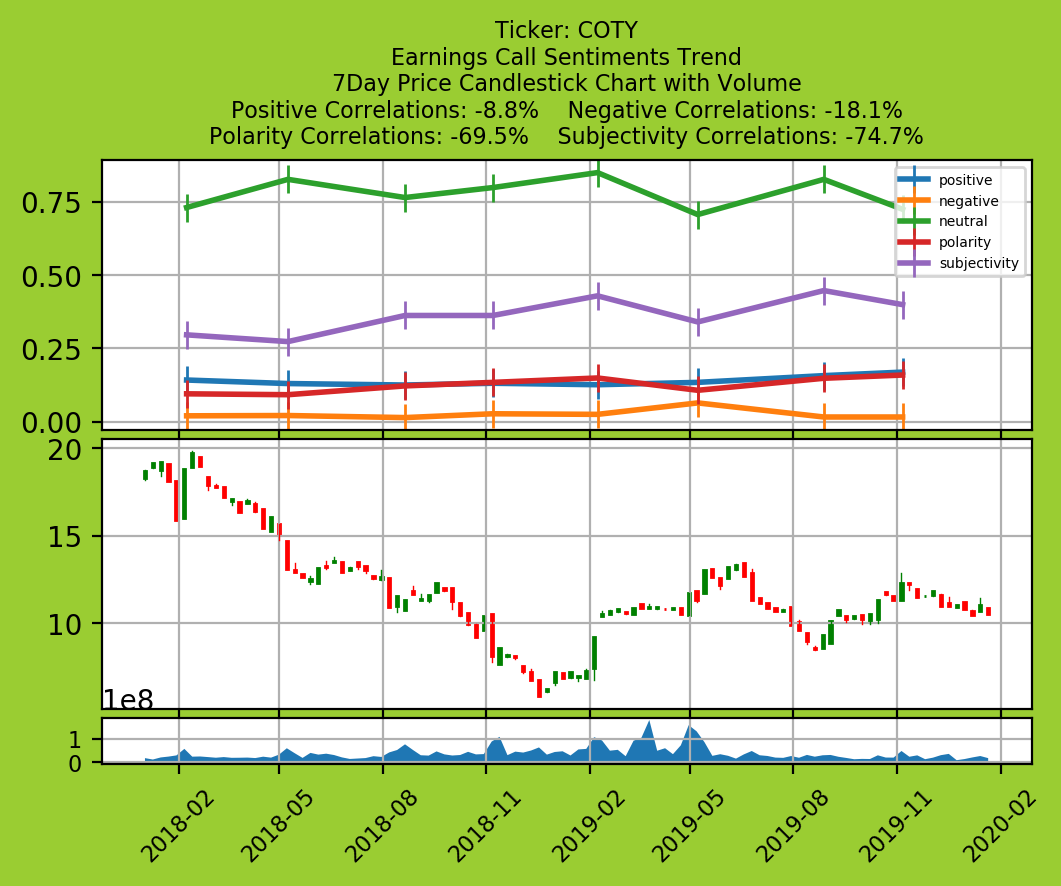 Ticker: COTY
Earnings Call Sentiments Trend
7Day Price Candlestick Chart with Volume
Positive Correlations: -8.8%    Negative Correlations: -18.1%
Polarity Correlations: -69.5%    Subjectivity Correlations: -74.7%
0.75
0.50
0.25
0.00
positive
negative
neutral
polarity
subjectivity
20
15
10
1e8
1
0
2018-02
2018-05
2018-08
2018-11
2019-02
2019-05
2019-08
2019-11
2020-02